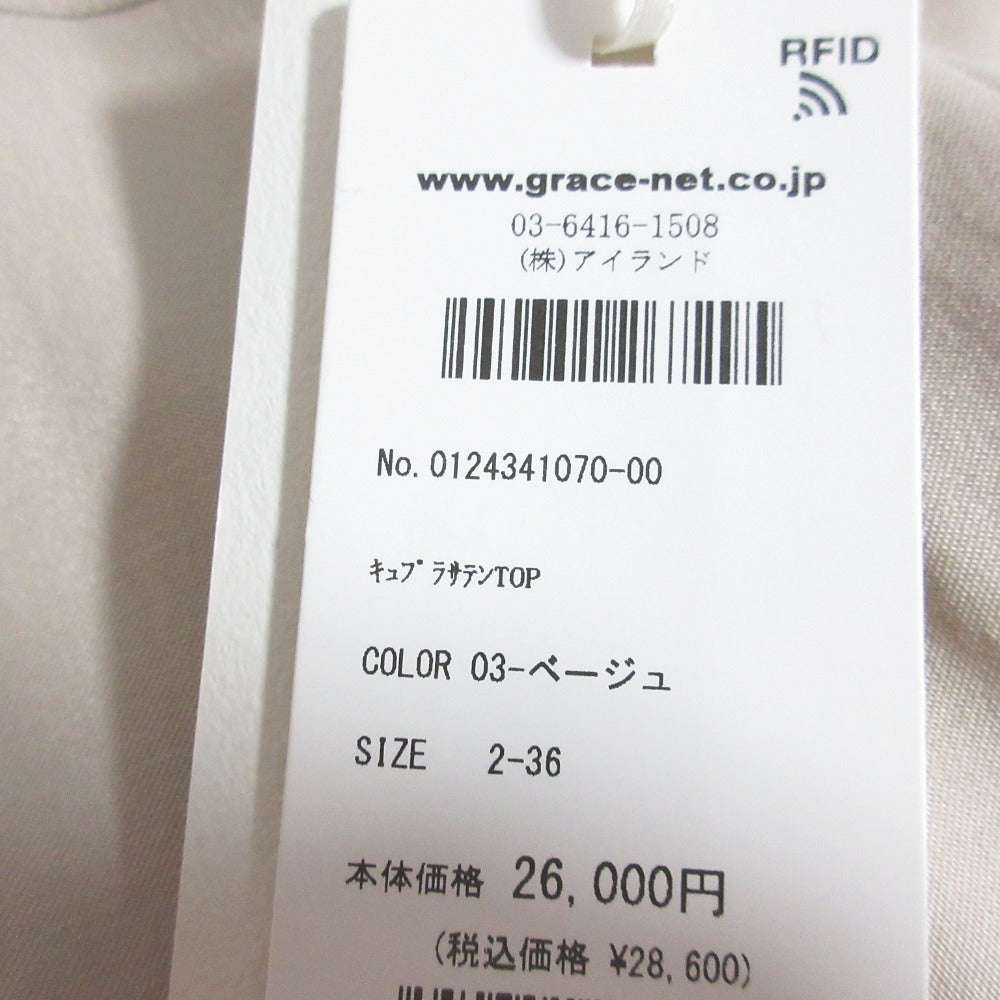 RFID
www.grace-net.co.jp
03-6416-1508
(株)アイランド
No. 0124341070-00
ｷｭﾌﾟﾗｻﾃﾝTOP
COLOR 03-ベージュ
SIZE 2-36
本体価格 26,000円
(税込価格 ¥28,600)